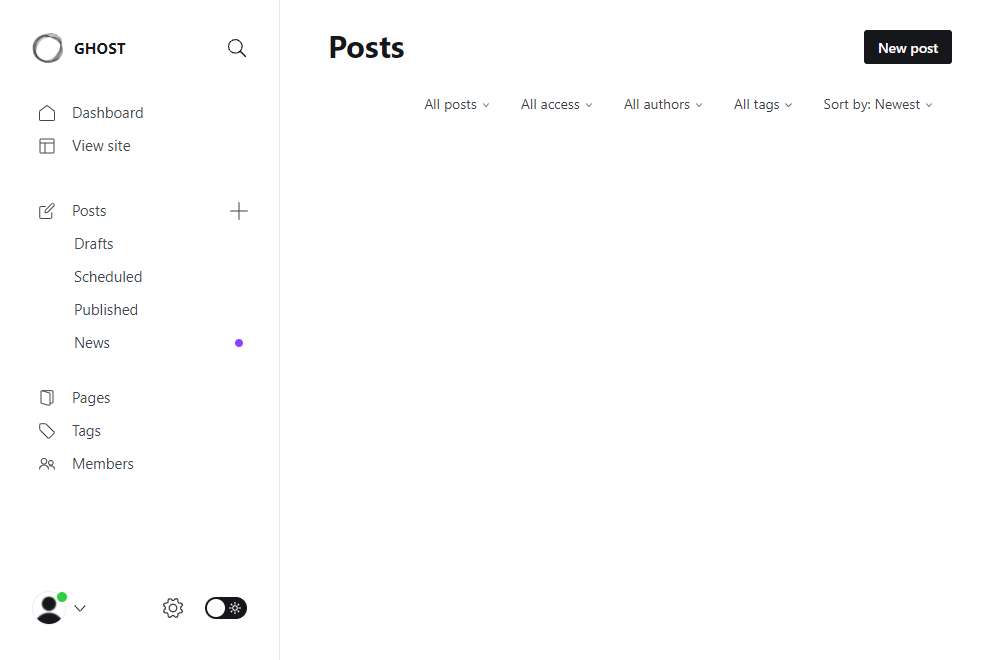 GHOST
Dashboard
View site
Posts
Drafts
Scheduled
Published
News
Pages
Tags
Members
Posts
New post
All posts
All access
All authors
All tags
Sort by: Newest